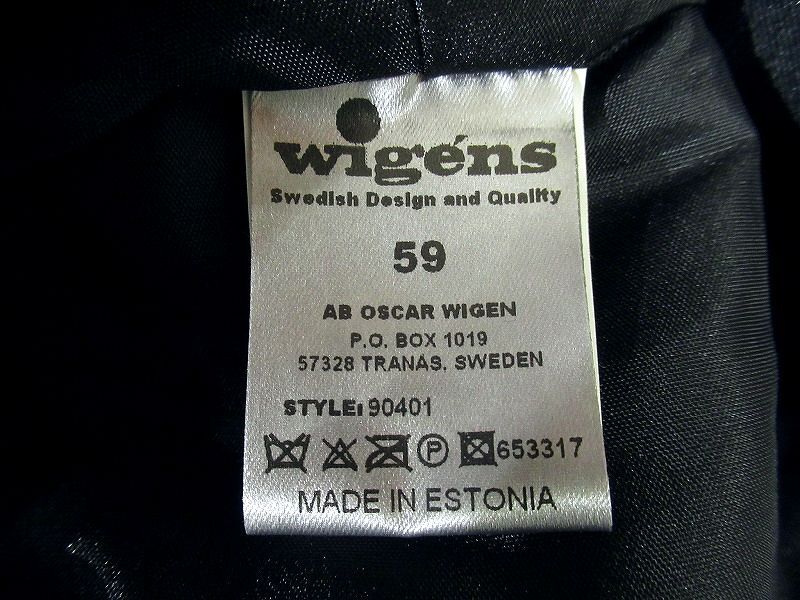 wigéns
Swedish Design and Quality
59
AB OSCAR WIGEN
P.O. BOX 1019
57328 TRANAS. SWEDEN
STYLE: 90401
P 653317
MADE IN ESTONIA